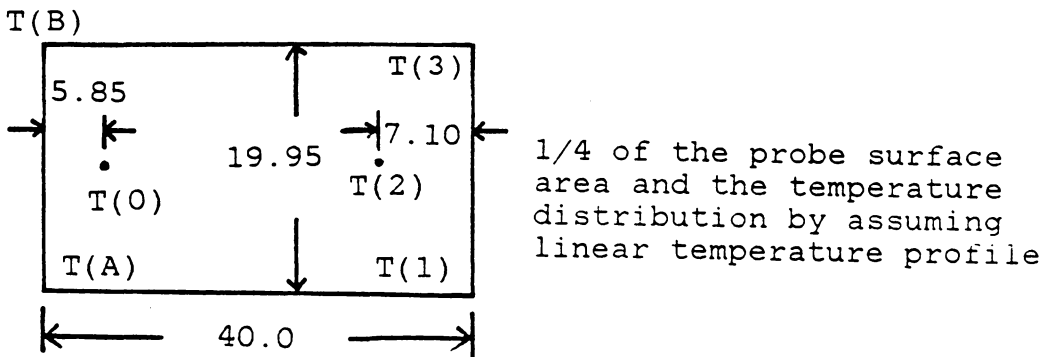 T(B)
T(3)
5.85
7.10
19.95
T(0)
T(2)
T(A)
T(1)
40.0
1/4 of the probe surface
area and the temperature
distribution by assuming
linear temperature profile